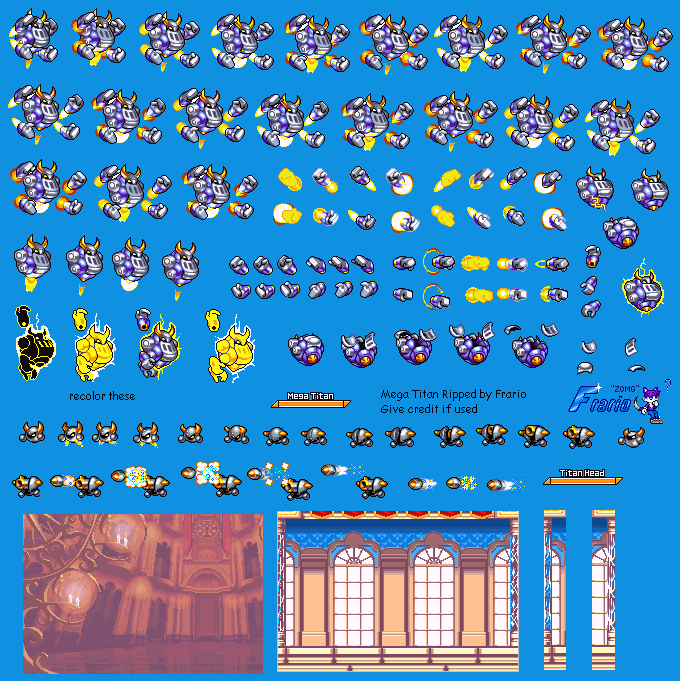 recolor these
Mega Titan
Mega Titan Ripped by Frario
Give credit if used
"ZOMG"
?
Frario
Titan Head